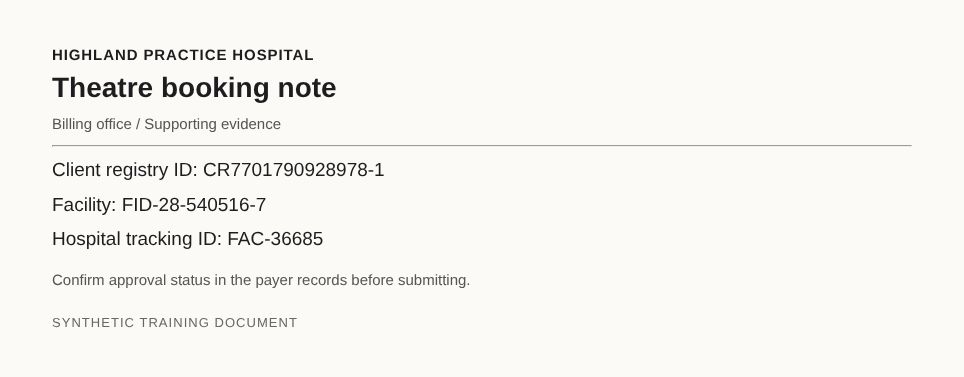 HIGHLAND PRACTICE HOSPITAL
Theatre booking note
Billing office / Supporting evidence
Client registry ID: CR7701790928978-1
Facility: FID-28-540516-7
Hospital tracking ID: FAC-36685
Confirm approval status in the payer records before submitting.
SYNTHETIC TRAINING DOCUMENT